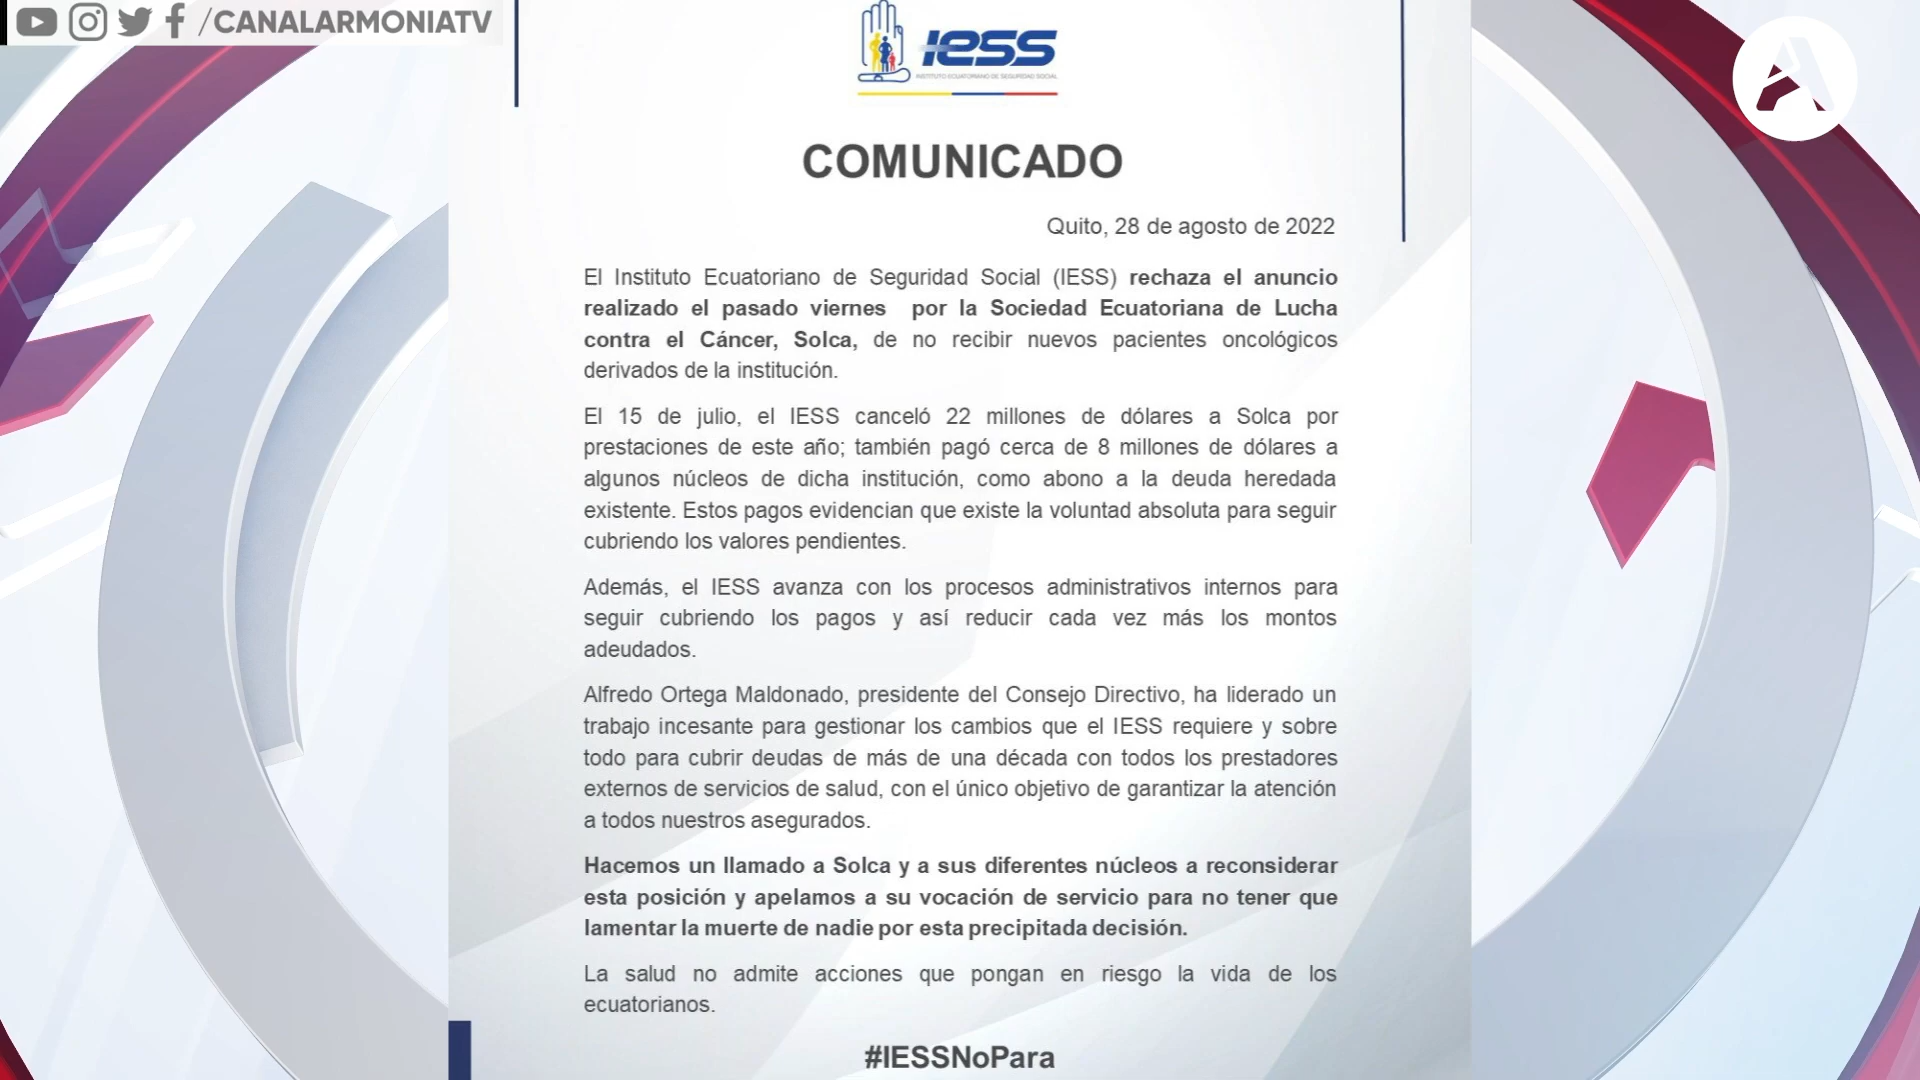 /CANALARMONIATV
IESS
INSTITUTO ECUATORIANO DE SEGURIDAD SOCIAL
COMUNICADO
Quito, 28 de agosto de 2022
El Instituto Ecuatoriano de Seguridad Social (IESS) rechaza el anuncio
realizado el pasado viernes por la Sociedad Ecuatoriana de Lucha
contra el Cáncer, Solca, de no recibir nuevos pacientes oncológicos
derivados de la institución.
El 15 de julio, el IESS canceló 22 millones de dólares a Solca por
prestaciones de este año; también pagó cerca de 8 millones de dólares a
algunos núcleos de dicha institución, como abono a la deuda heredada
existente. Estos pagos evidencian que existe la voluntad absoluta para seguir
cubriendo los valores pendientes.
Además, el IESS avanza con los procesos administrativos internos para
seguir cubriendo los pagos y así reducir cada vez más los montos
adeudados.
Alfredo Ortega Maldonado, presidente del Consejo Directivo, ha liderado un
trabajo incesante para gestionar los cambios que el IESS requiere y sobre
todo para cubrir deudas de más de una década con todos los prestadores
externos de servicios de salud, con el único objetivo de garantizar la atención
a todos nuestros asegurados.
Hacemos un llamado a Solca y a sus diferentes núcleos a reconsiderar
esta posición y apelamos a su vocación de servicio para no tener que
lamentar la muerte de nadie por esta precipitada decisión.
La salud no admite acciones que pongan en riesgo la vida de los
ecuatorianos.
#IESSNoPara